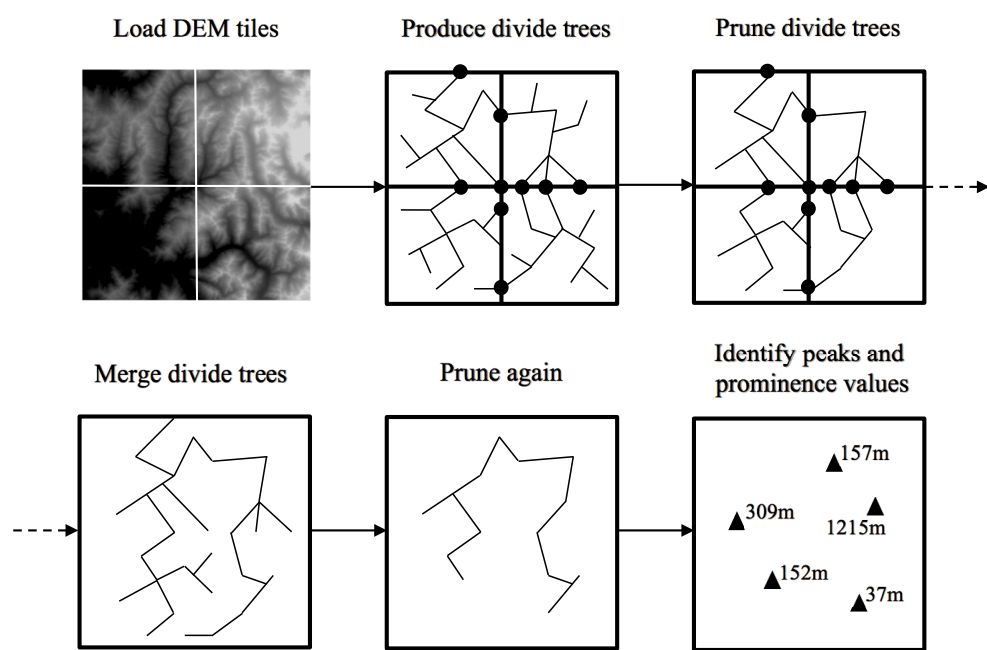 Load DEM tiles
Produce divide trees
Prune divide trees
Merge divide trees
Prune again
Identify peaks and
prominence values
157m
309m
1215m
152m
37m